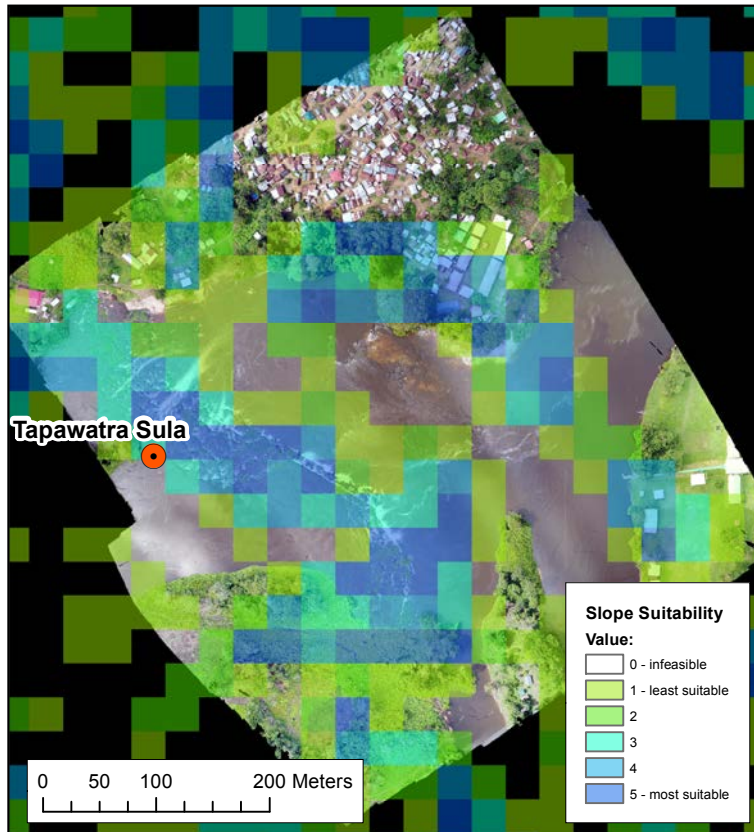 Tapawatra Sula
Slope Suitability
Value:
0 - infeasible
1 - least suitable
2
3
4
5 - most suitable
0 50 100 200 Meters